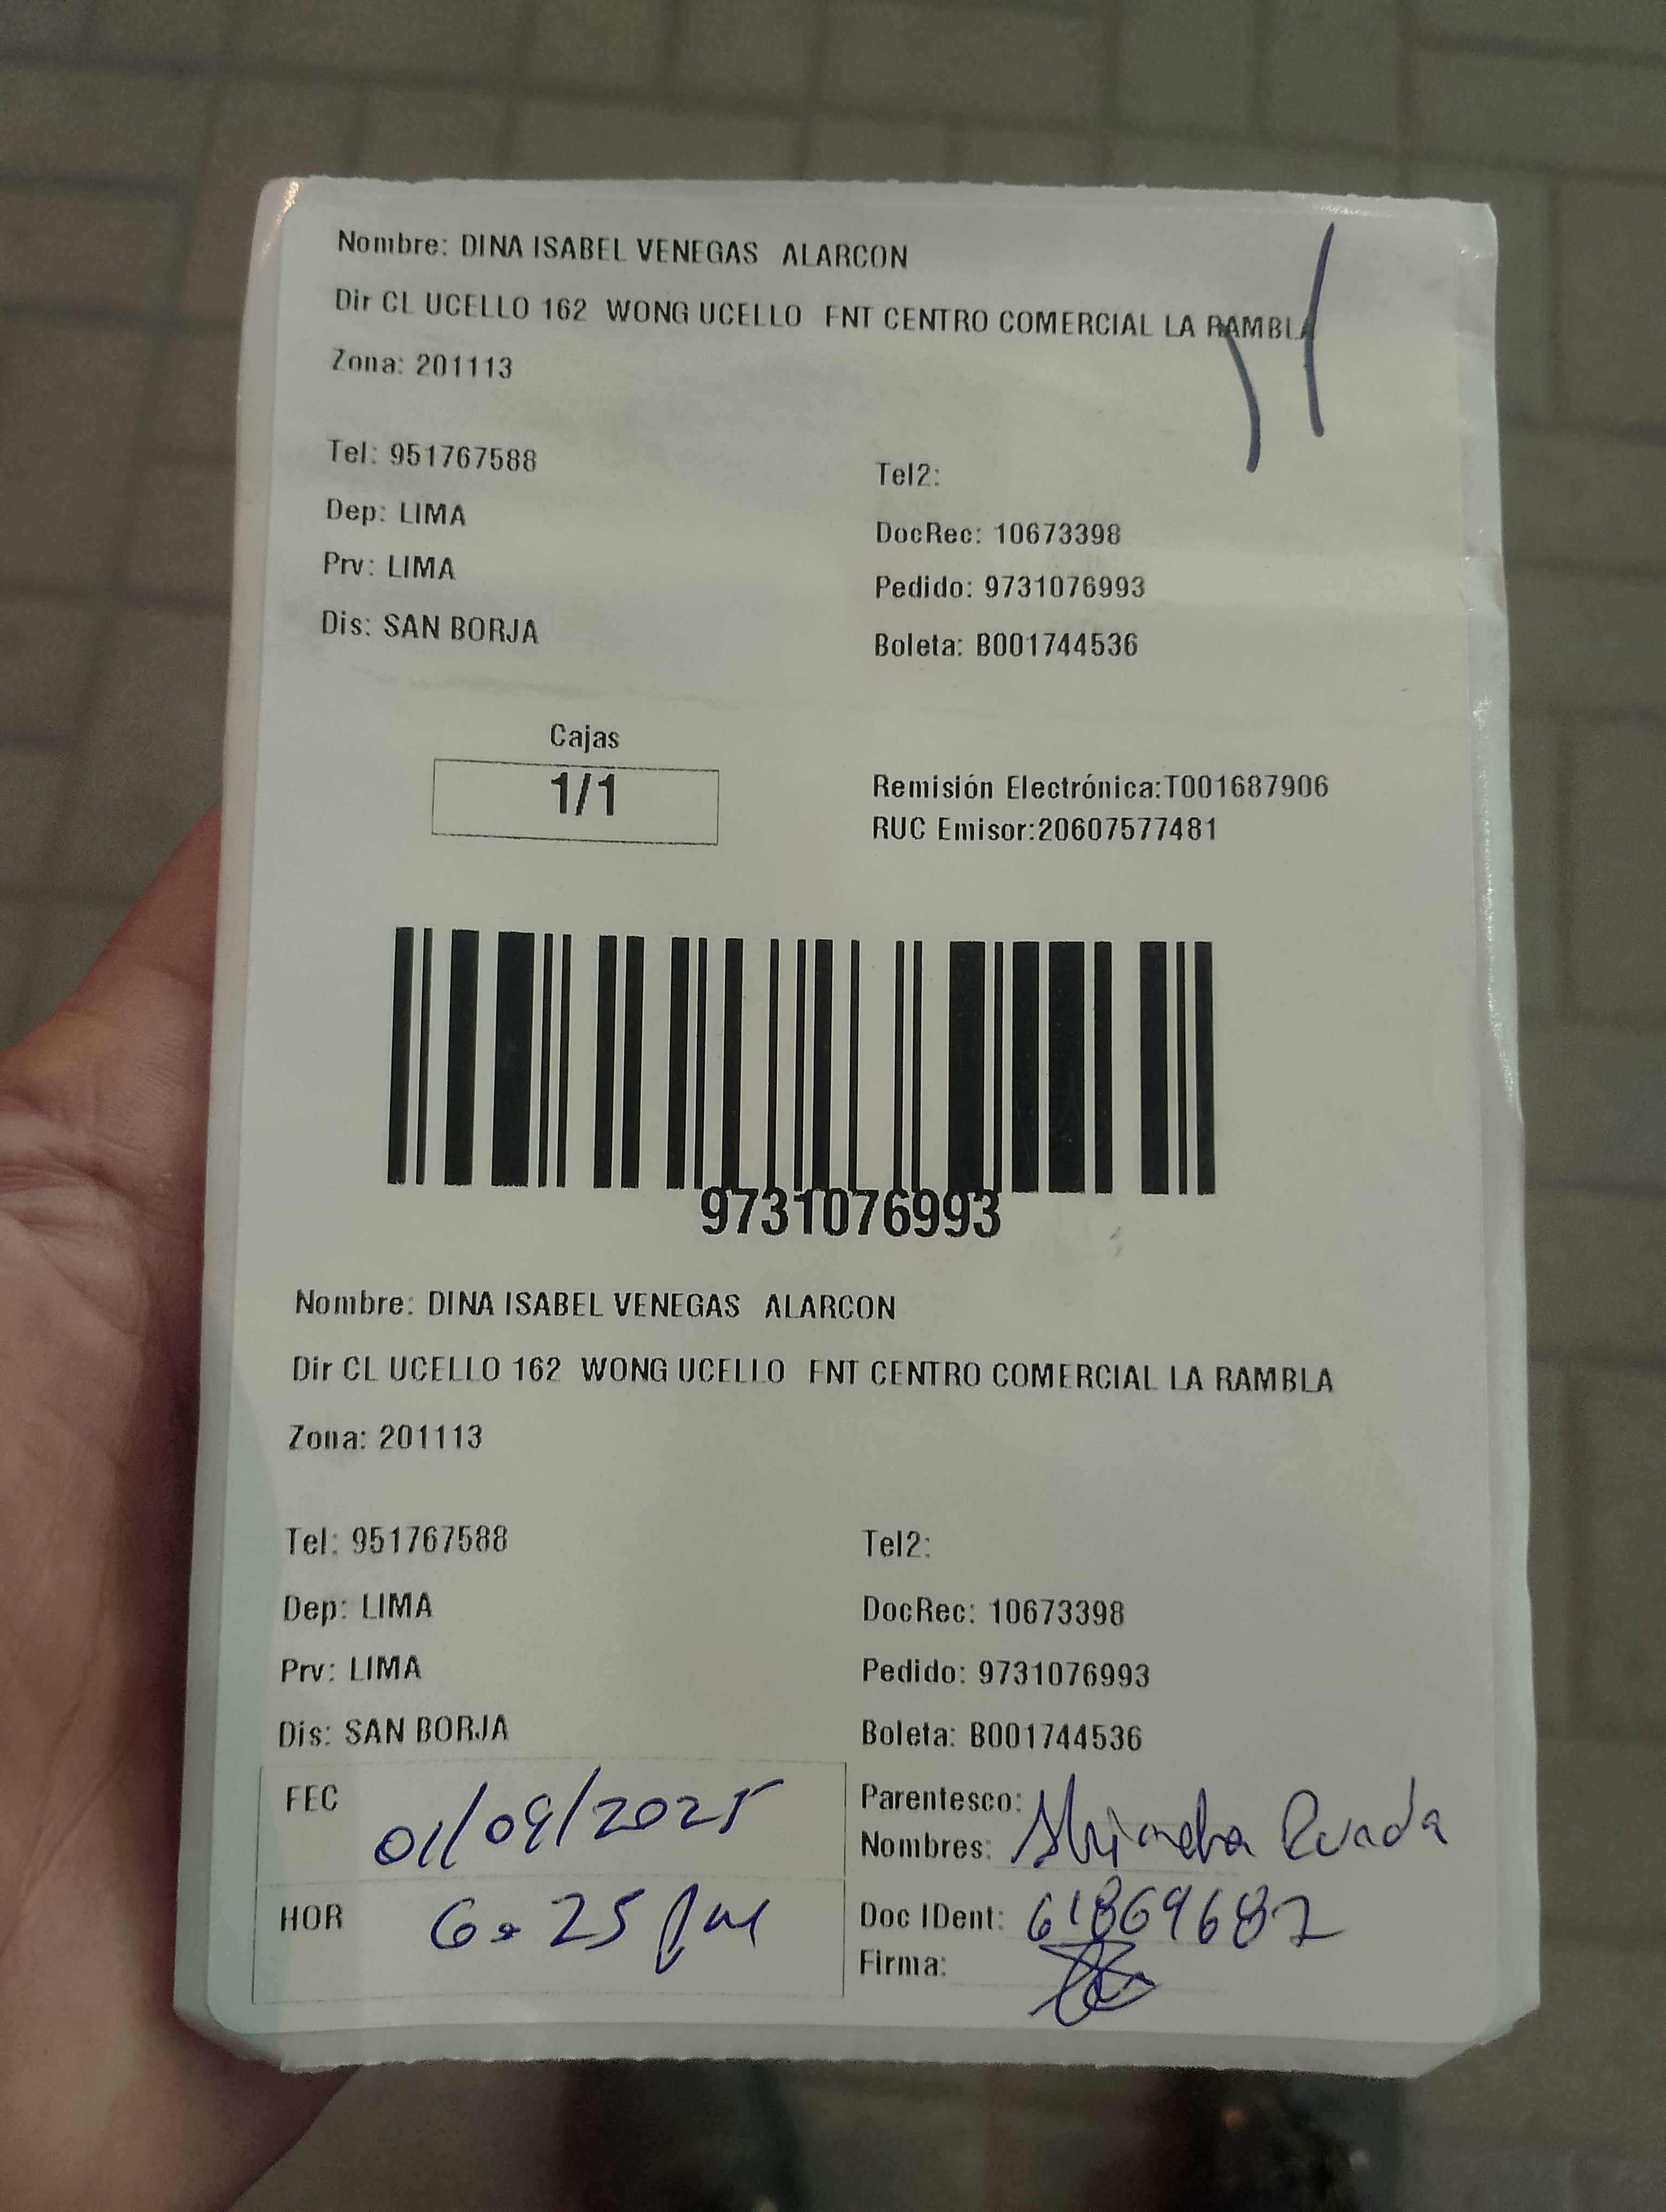 Nombre: DINA ISABEL VENEGAS ALARCON
Dir CL UCELLO 162 WONG UCELLO FNT CENTRO COMERCIAL LA RAMBLA
Zona: 201113
Tel: 951767588
Tel2:
Dep: LIMA
DocRec: 10673398
Prv: LIMA
Pedido: 9731076993
Dis: SAN BORJA
Boleta: B001744536
Cajas
1/1
Remisión Electrónica:T001687906
RUC Emisor:20607577481
9731076993
Nombre: DINA ISABEL VENEGAS ALARCON
Dir CL UCELLO 162 WONG UCELLO FNT CENTRO COMERCIAL LA RAMBLA
Zona: 201113
Tel: 951767588
Tel2:
Dep: LIMA
DocRec: 10673398
Prv: LIMA
Pedido: 9731076993
Dis: SAN BORJA
Boleta: B001744536
FEC 01/09/2025
Parentesco:
Nombres:
HOR 6:25 pm
Doc IDent: 61869687
Firma: